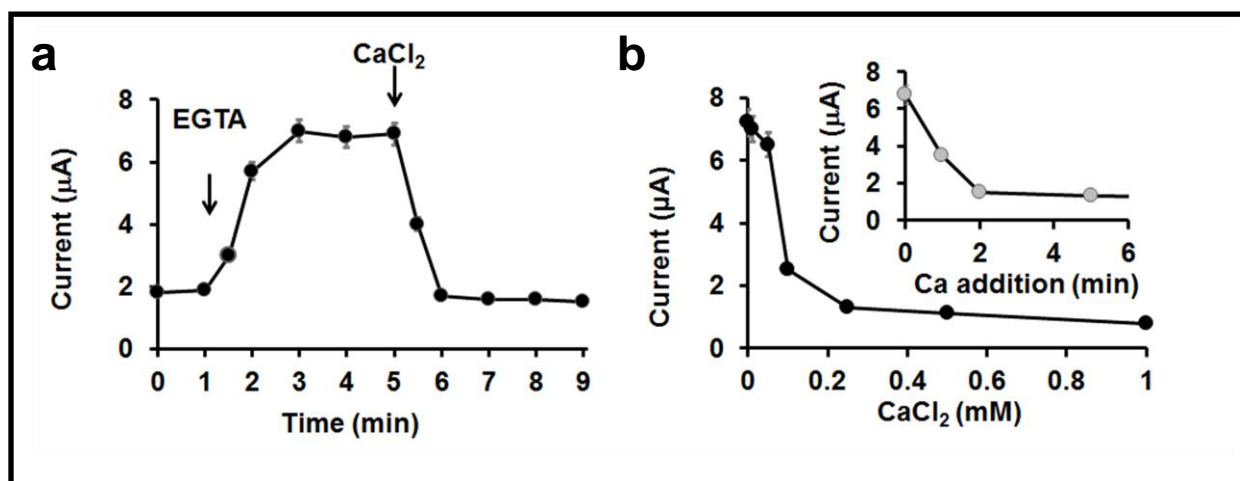 a
CaCl2
EGTA
Current (µA)
8
6
4
2
0
0 1 2 3 4 5 6 7 8 9
Time (min)
b
Current (µA)
8
6
4
2
0
0 0.2 0.4 0.6 0.8 1
CaCl2 (mM)
Current (µA)
8
6
4
2
0
0 2 4 6
Ca addition (min)